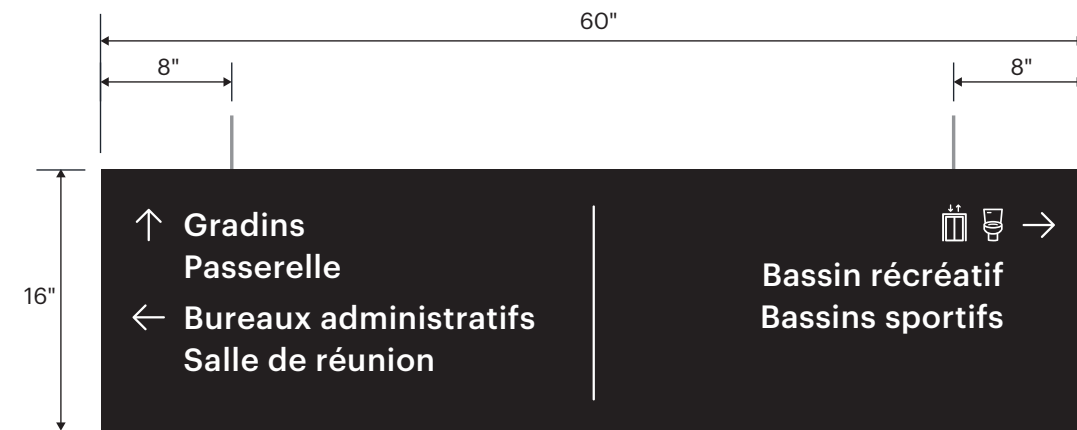 60"
8"
8"
16"
↑ Gradins
Passerelle
← Bureaux administratifs
Salle de réunion
→
Bassin récréatif
Bassins sportifs